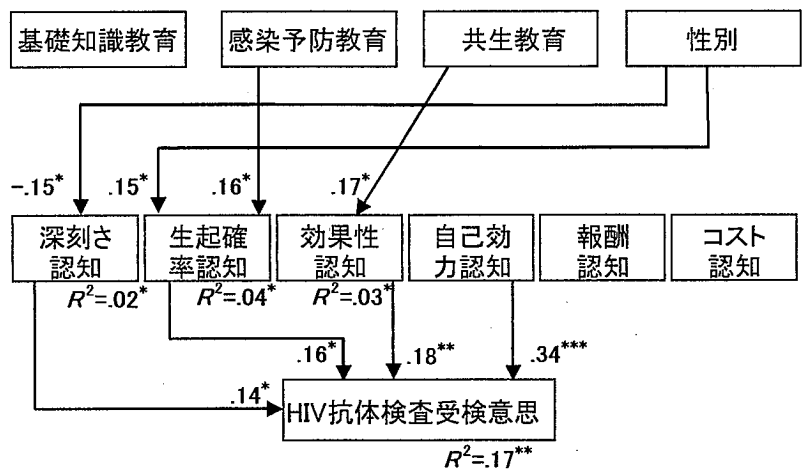 基礎知識教育
感染予防教育
共生教育
性別
-.15*
.15*
.16*
.17*
深刻さ
認知
生起確
率認知
効果性
認知
自己効
力認知
報酬
認知
コスト
認知
R²=.02*
R²=.04*
R²=.03*
.16*
.18**
.34***
.14*
HIV抗体検査受検意思
R²=.17**